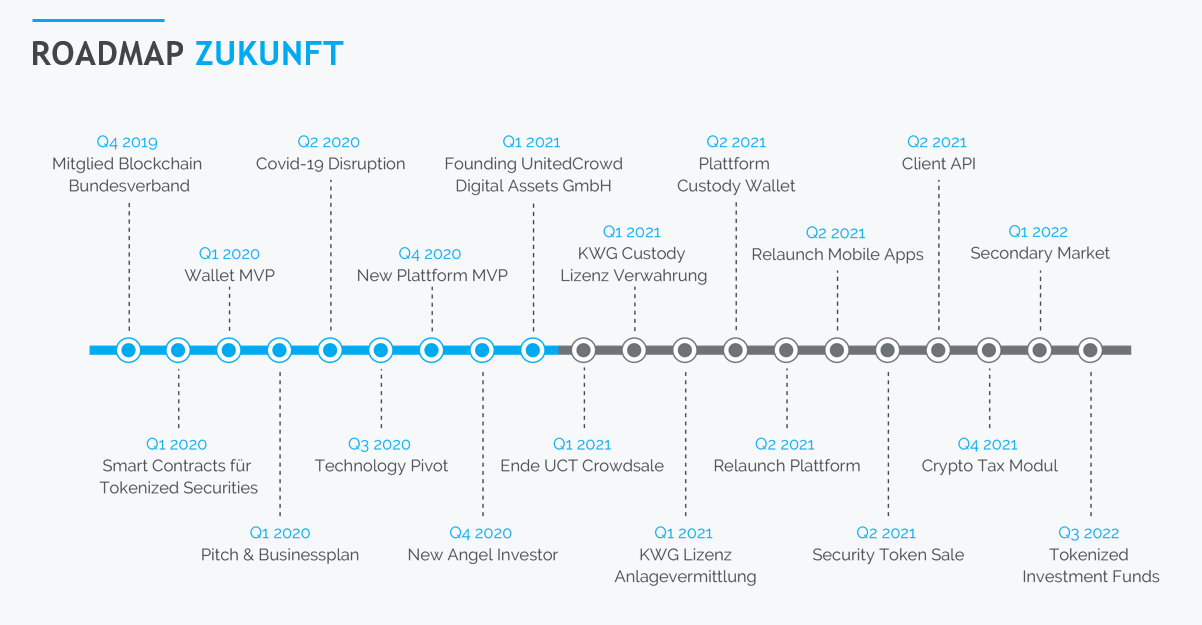 ROADMAP ZUKUNFT
Q4 2019
Mitglied Blockchain
Bundesverband
Q1 2020
Smart Contracts für
Tokenized Securities
Q1 2020
Wallet MVP
Q1 2020
Pitch & Businessplan
Q2 2020
Covid-19 Disruption
Q3 2020
Technology Pivot
Q4 2020
New Plattform MVP
Q4 2020
New Angel Investor
Q1 2021
Founding UnitedCrowd
Digital Assets GmbH
Q1 2021
Ende UCT Crowdsale
Q1 2021
KWG Custody
Lizenz Verwahrung
Q1 2021
KWG Lizenz
Anlagevermittlung
Q2 2021
Plattform
Custody Wallet
Q2 2021
Relaunch Plattform
Q2 2021
Relaunch Mobile Apps
Q2 2021
Security Token Sale
Q2 2021
Client API
Q4 2021
Crypto Tax Modul
Q1 2022
Secondary Market
Q3 2022
Tokenized
Investment Funds